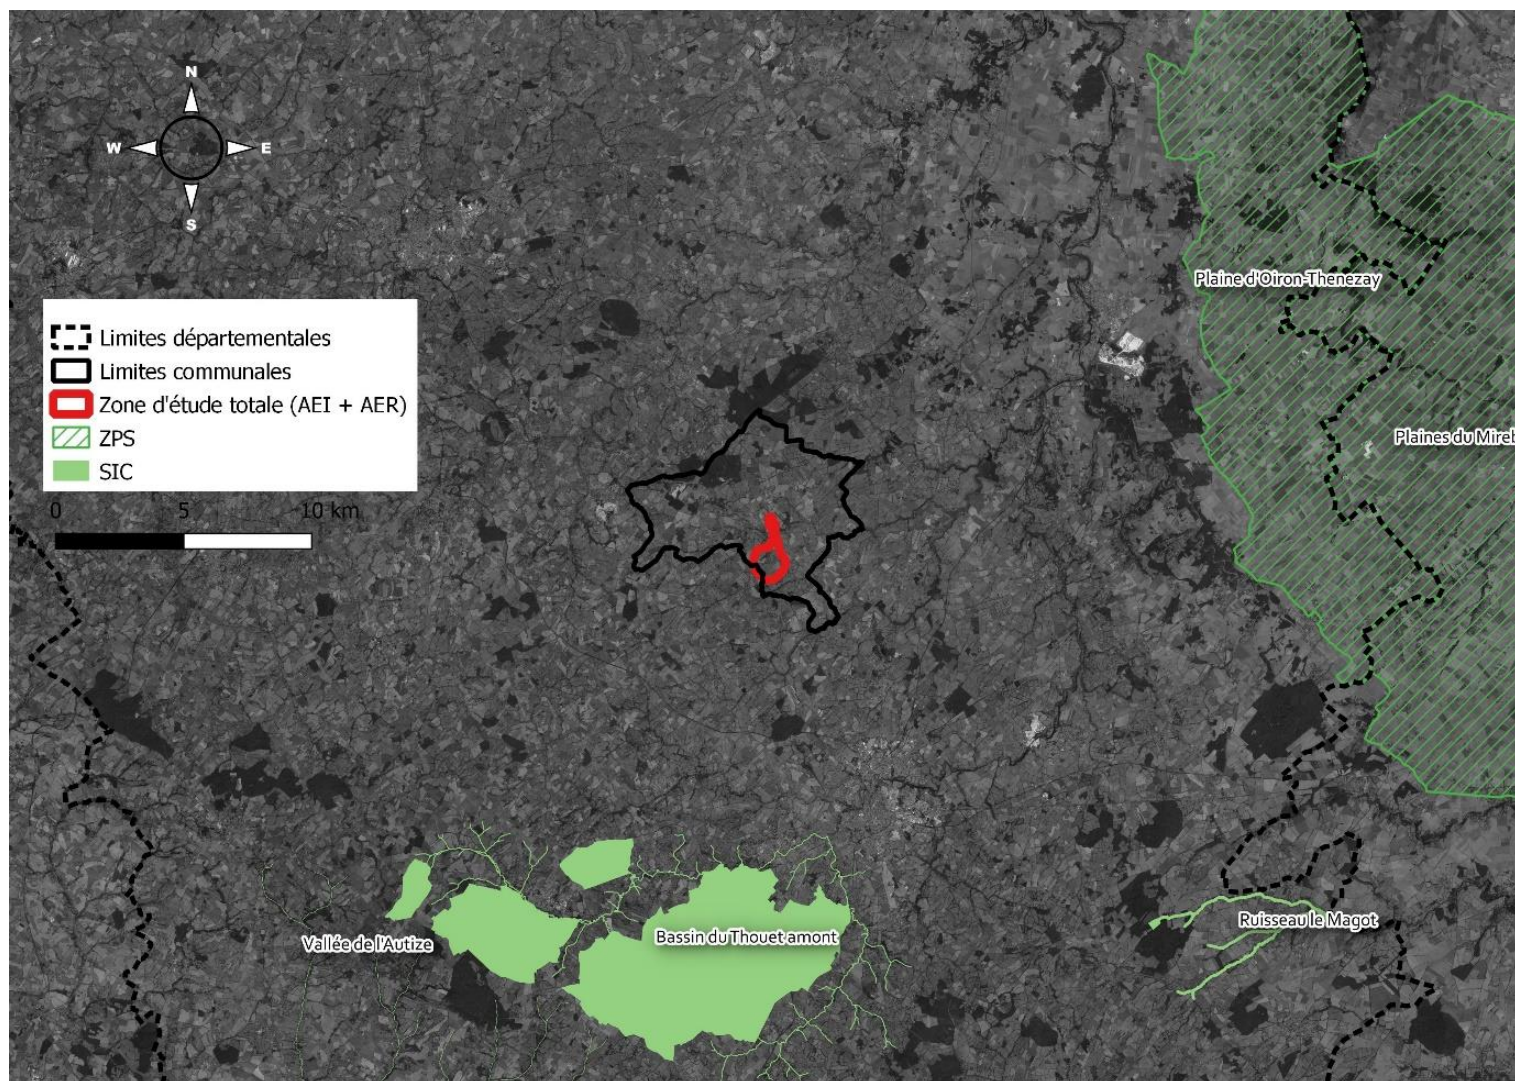 N
W
E
S
Limites départementales
Limites communales
Zone d'étude totale (AEI + AER)
ZPS
SIC
0 5 10 km
Plaine d'Oiron-Thenezay
Plaines du Mireb
Vallée de l'Autize
Bassin du Thouet amont
Ruisseau le Magot